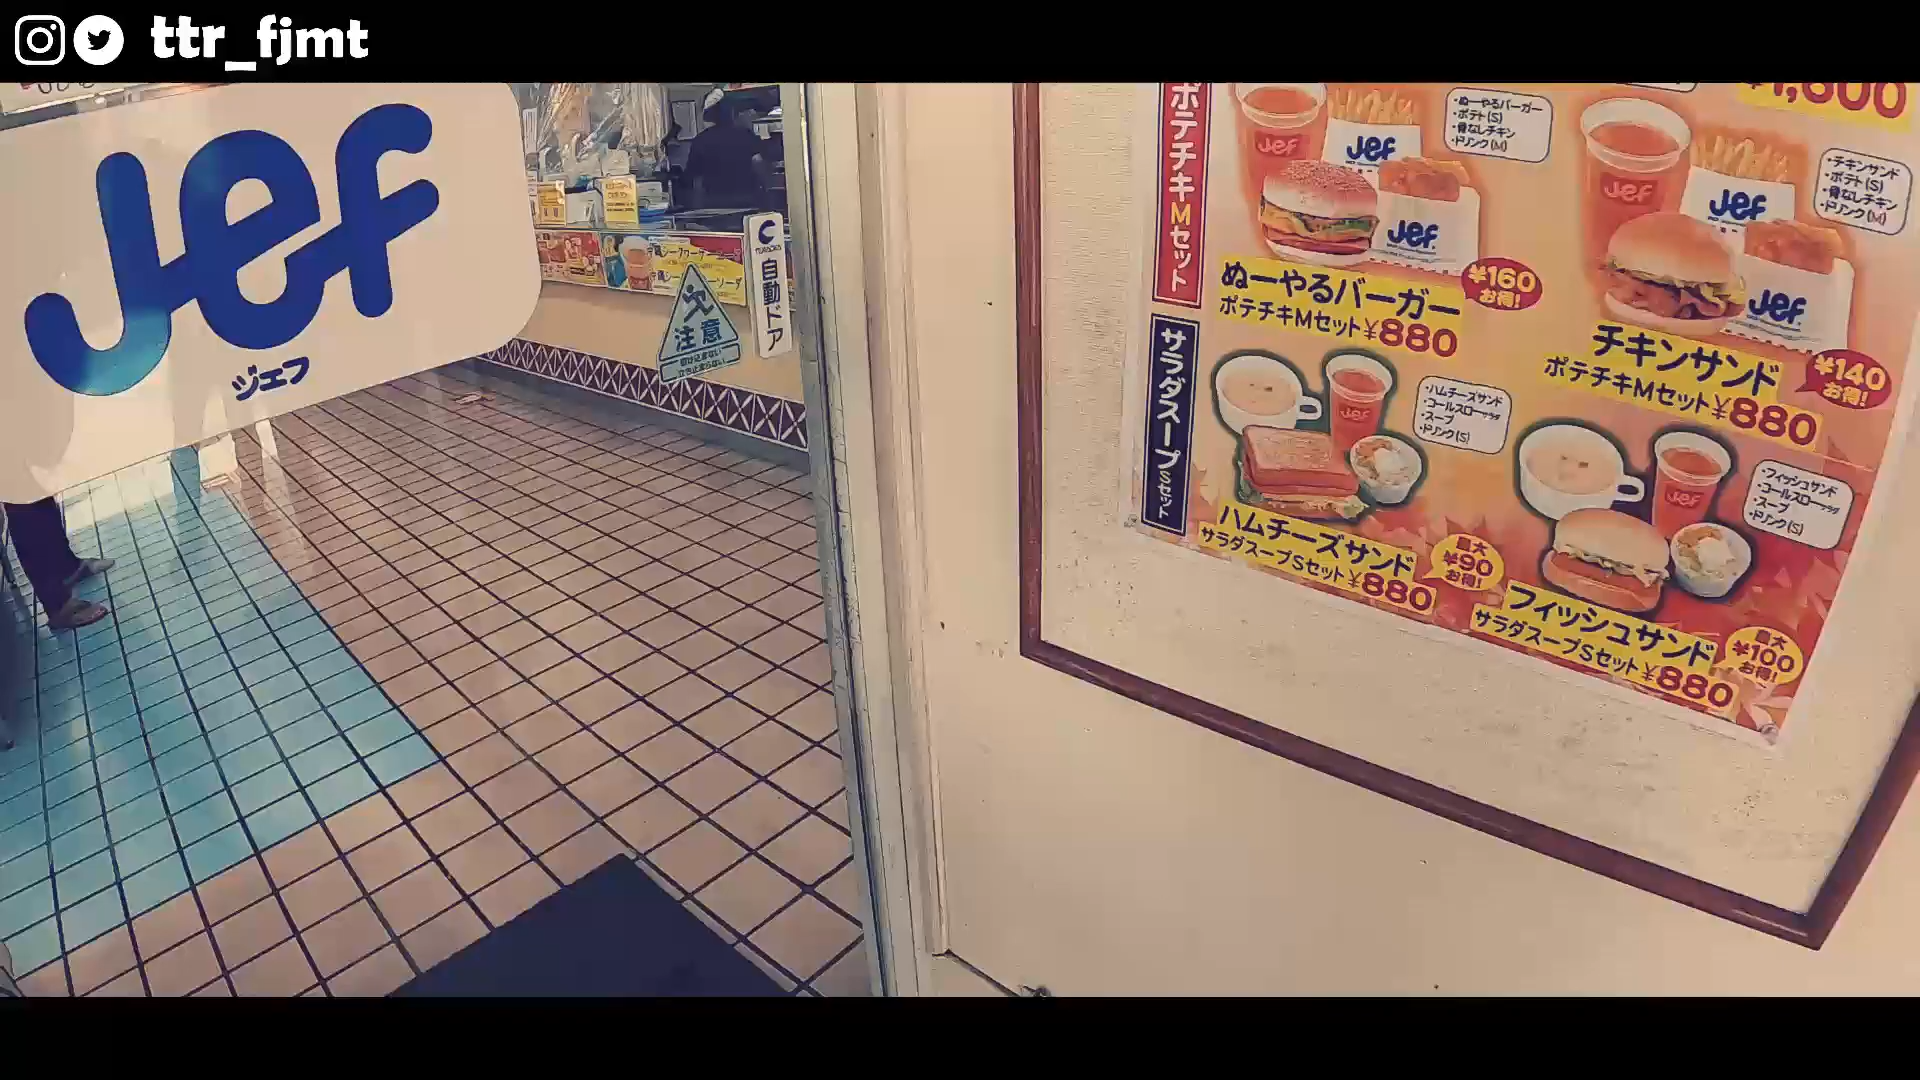 ttr_fjmt
Jef
ジェフ
C
自動ドア
注意
ポテチキMセット
Jef
Jef
Jef
・ぬーやるバーガー
・ポテト(S)
・骨なしチキン
・ドリンク(M)
ぬーやるバーガー
ポテチキMセット¥880
¥160
お得!
Jef
Jef
Jef
・チキンサンド
・ポテト(S)
・骨なしチキン
・ドリンク(M)
チキンサンド
ポテチキMセット¥880
¥140
お得!
サラダスープSセット
Jef
・ハムチーズサンド
・コールスローサラダ
・スープ
・ドリンク(S)
ハムチーズサンド
サラダスープSセット¥880
最大
¥90
お得!
Jef
・フィッシュサンド
・コールスローサラダ
・スープ
・ドリンク(S)
フィッシュサンド
サラダスープSセット¥880
最大
¥100
お得!